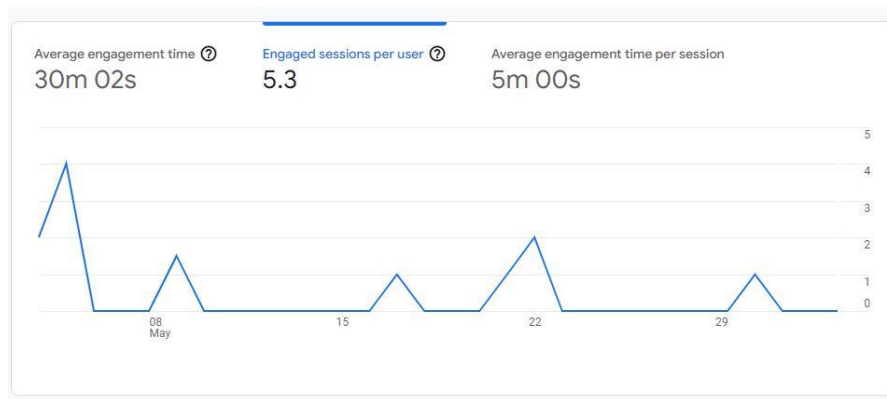 Average engagement time
30m 02s
Engaged sessions per user
5.3
Average engagement time per session
5m 00s
5
4
3
2
1
0
08
May
15
22
29